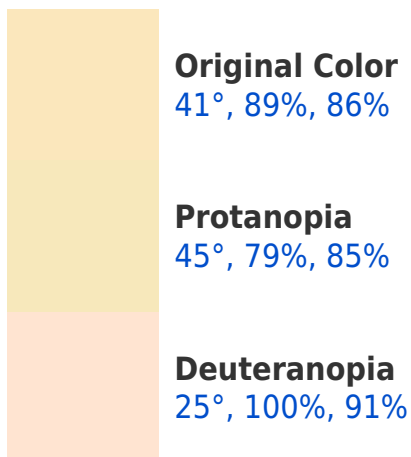 Original Color
41°, 89%, 86%
Protanopia
45°, 79%, 85%
Deuteranopia
25°, 100%, 91%